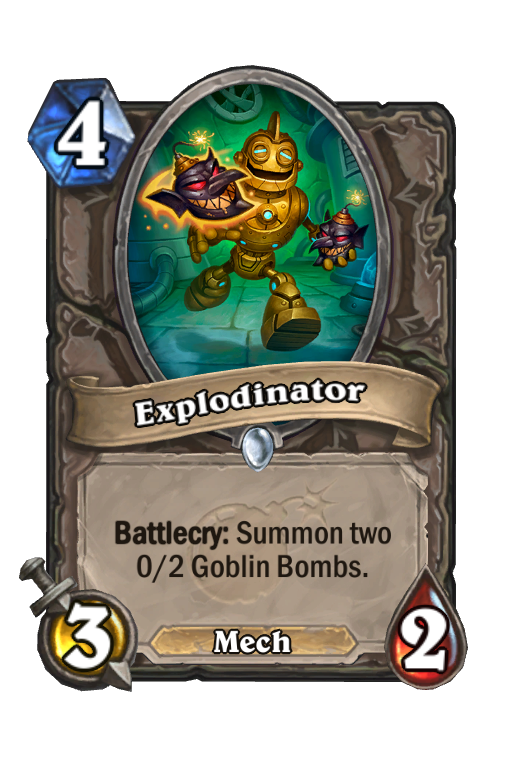 4
Explodinator
Battlecry: Summon two
0/2 Goblin Bombs.
3
Mech
2